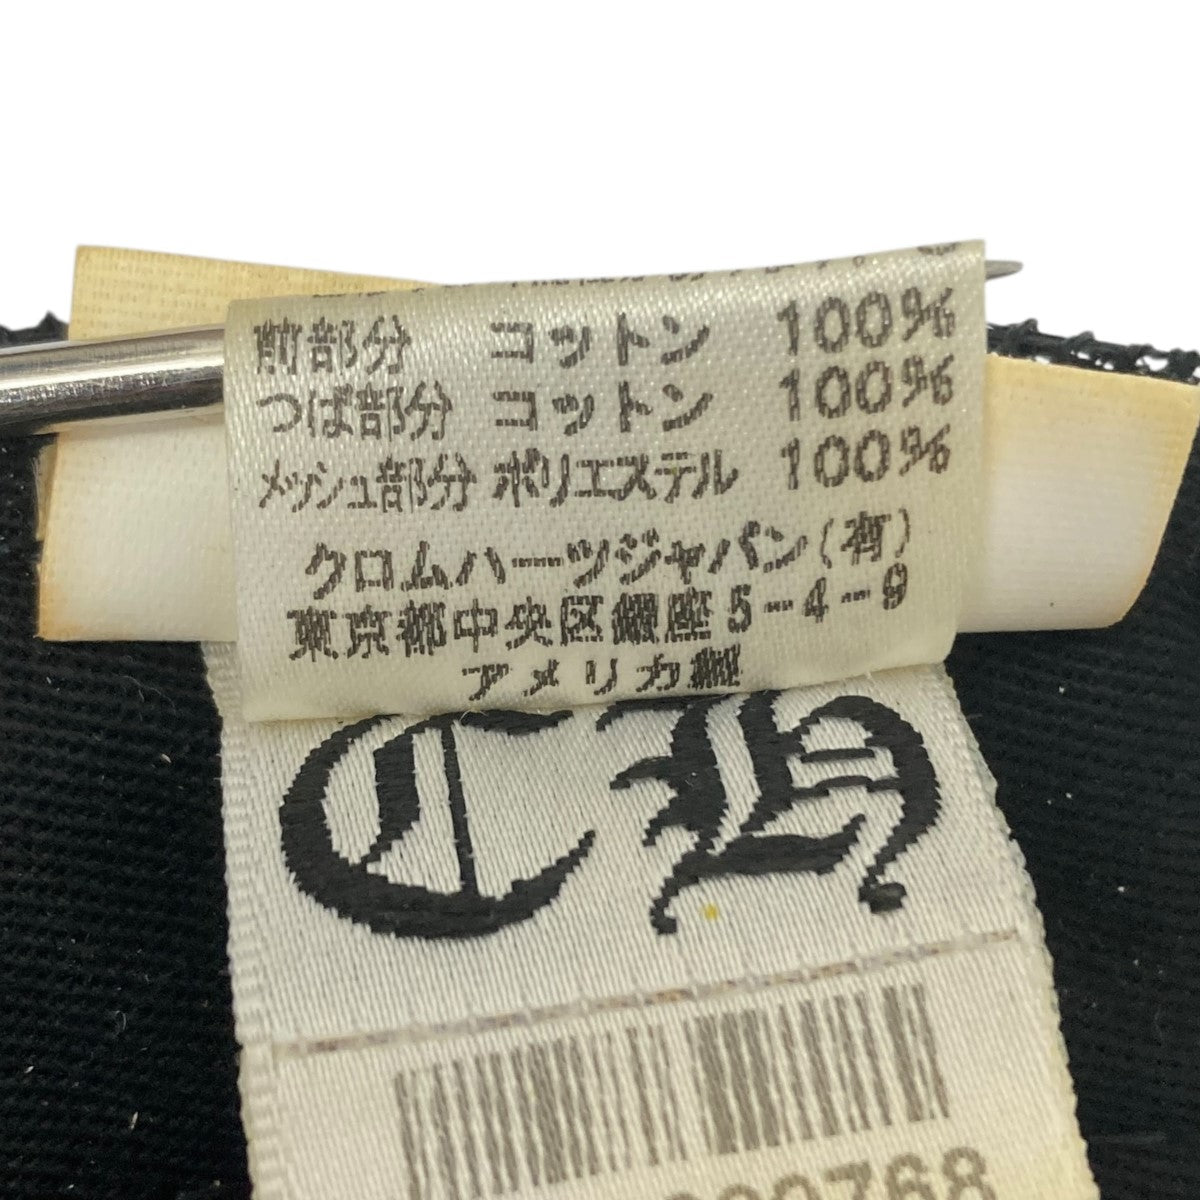 前部分 コットン 100%
つば部分 コットン 100%
メッシュ部分 ポリエステル 100%
クロムハーツジャパン(有)
東京都中央区銀座5-4-9
アメリカ製
CH